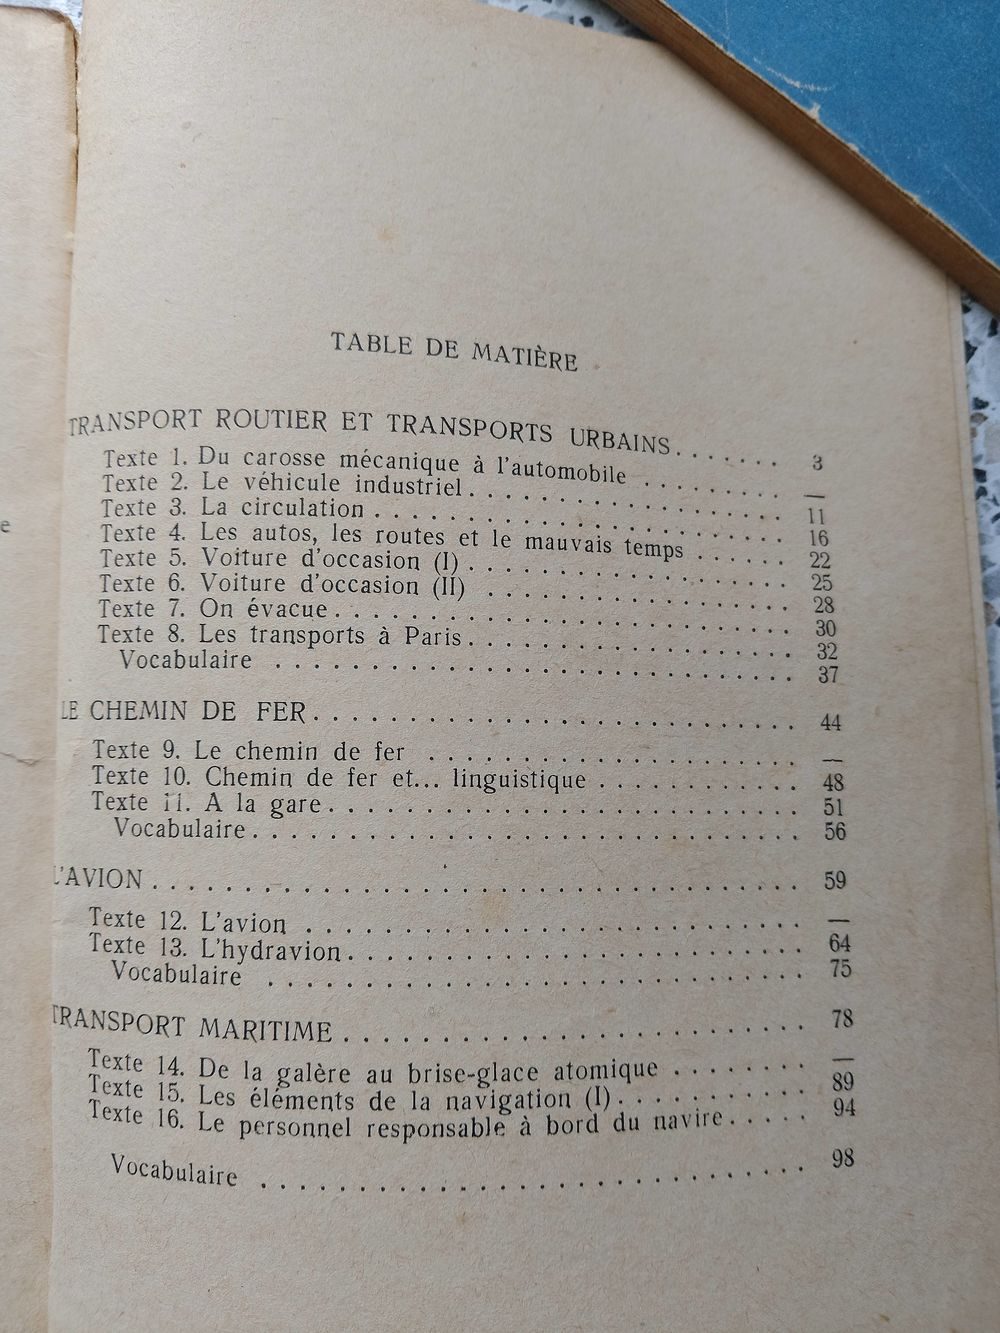 TABLE DE MATIÈRE
TRANSPORT ROUTIER ET TRANSPORTS URBAINS. . . . . . . 3
Texte 1. Du carosse mécanique à l'automobile . . . . . . . . . —
Texte 2. Le véhicule industriel. . . . . . . . . . . . . . . . . 11
Texte 3. La circulation . . . . . . . . . . . . . . . . . . . . 16
Texte 4. Les autos, les routes et le mauvais temps . . . . . . 22
Texte 5. Voiture d'occasion (I) . . . . . . . . . . . . . . . . 25
Texte 6. Voiture d'occasion (II) . . . . . . . . . . . . . . . . 28
Texte 7. On évacue. . . . . . . . . . . . . . . . . . . . . . . 30
Texte 8. Les transports à Paris. . . . . . . . . . . . . . . . . 32
Vocabulaire . . . . . . . . . . . . . . . . . . . . . . . . . . 37
LE CHEMIN DE FER. . . . . . . . . . . . . . . . . . . . . . . . 44
Texte 9. Le chemin de fer . . . . . . . . . . . . . . . . . . . —
Texte 10. Chemin de fer et... linguistique . . . . . . . . . . . 48
Texte 11. A la gare. . . . . . . . . . . . . . . . . . . . . . . 51
Vocabulaire. . . . . . . . . . . . . . . . . . . . . . . . . . . 56
L'AVION . . . . . . . . . . . . . . . . . . . . . . . . . . . . 59
Texte 12. L'avion . . . . . . . . . . . . . . . . . . . . . . . —
Texte 13. L'hydravion. . . . . . . . . . . . . . . . . . . . . . 64
Vocabulaire . . . . . . . . . . . . . . . . . . . . . . . . . . 75
TRANSPORT MARITIME . . . . . . . . . . . . . . . . . . . . . . . 78
Texte 14. De la galère au brise-glace atomique . . . . . . . . —
Texte 15. Les éléments de la navigation (I). . . . . . . . . . . 89
Texte 16. Le personnel responsable à bord du navire. . . . . 94
Vocabulaire . . . . . . . . . . . . . . . . . . . . . . . . . . 98